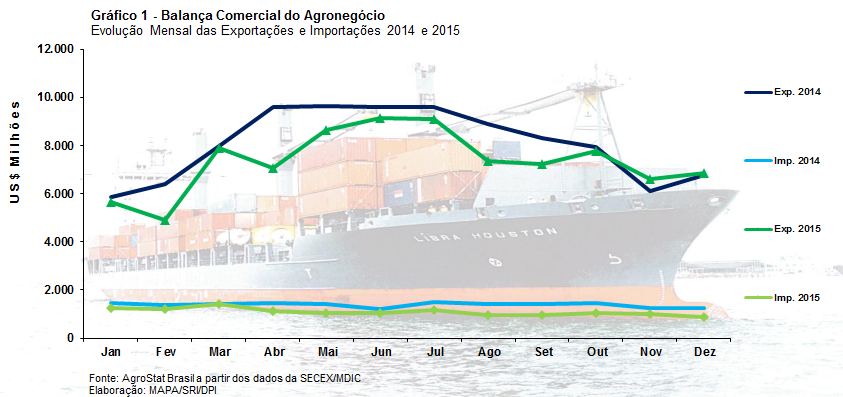 Gráfico 1 - Balança Comercial do Agronegócio
Evolução Mensal das Exportações e Importações 2014 e 2015
US$ Milhões
12.000
10.000
8.000
6.000
4.000
2.000
0
Jan Fev Mar Abr Mai Jun Jul Ago Set Out Nov Dez
Exp. 2014
Imp. 2014
Exp. 2015
Imp. 2015
LIBRA HOUSTON
Fonte: AgroStat Brasil a partir dos dados da SECEX/MDIC
Elaboração: MAPA/SRI/DPI